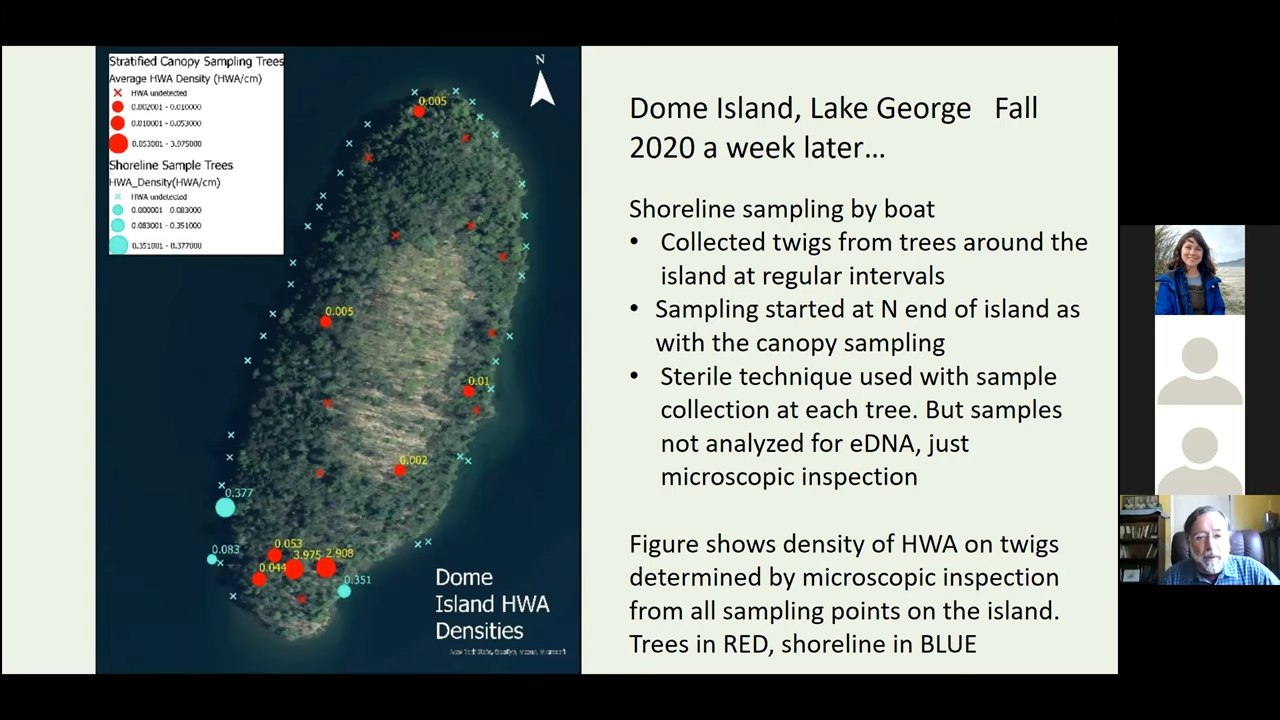 Stratified Canopy Sampling Trees
Average HWA Density (HWA/cm)
HWA undetected
0.002001 - 0.010000
0.010001 - 0.053000
0.053001 - 3.975000
Shoreline Sample Trees
HWA_Density(HWA/cm)
HWA undetected
0.000001 - 0.083000
0.083001 - 0.351000
0.351001 - 0.377000
N
0.005
0.005
0.01
0.002
0.377
0.083
0.053
3.975
2.908
0.044
0.351
Dome
Island HWA
Densities
Dome Island, Lake George Fall
2020 a week later...
Shoreline sampling by boat
• Collected twigs from trees around the
island at regular intervals
• Sampling started at N end of island as
with the canopy sampling
• Sterile technique used with sample
collection at each tree. But samples
not analyzed for eDNA, just
microscopic inspection
Figure shows density of HWA on twigs
determined by microscopic inspection
from all sampling points on the island.
Trees in RED, shoreline in BLUE